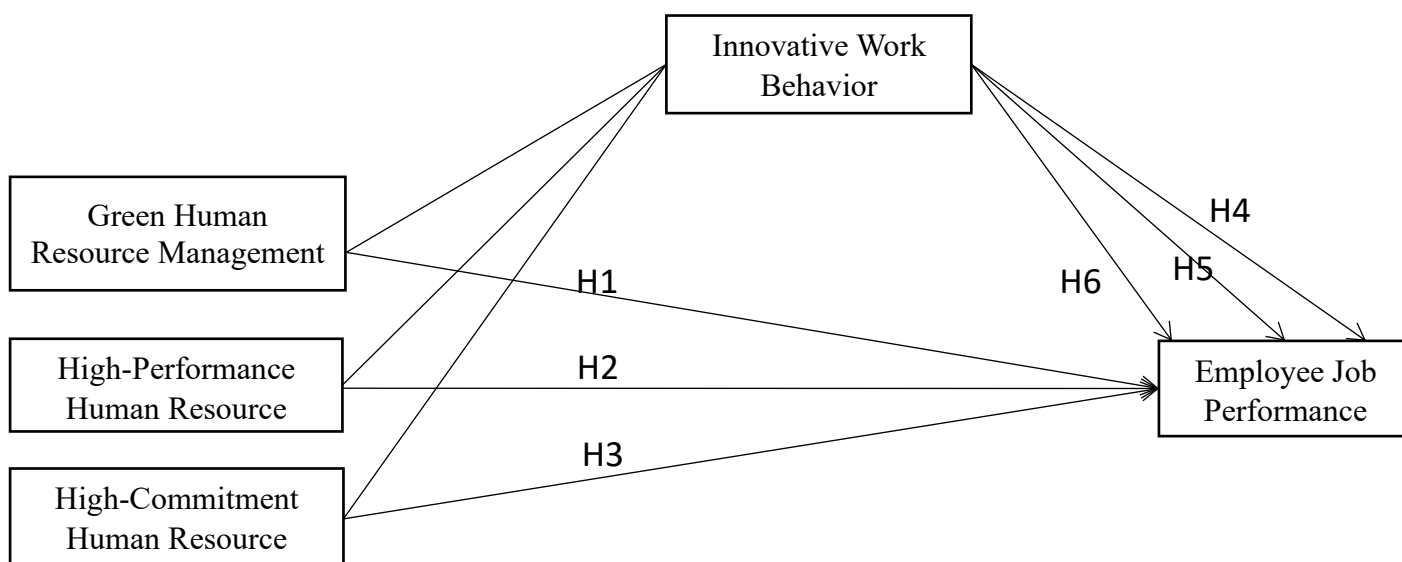 Innovative Work
Behavior
Green Human
Resource Management
H4
H1
H5
H6
High-Performance
Human Resource
H2
Employee Job
Performance
H3
High-Commitment
Human Resource